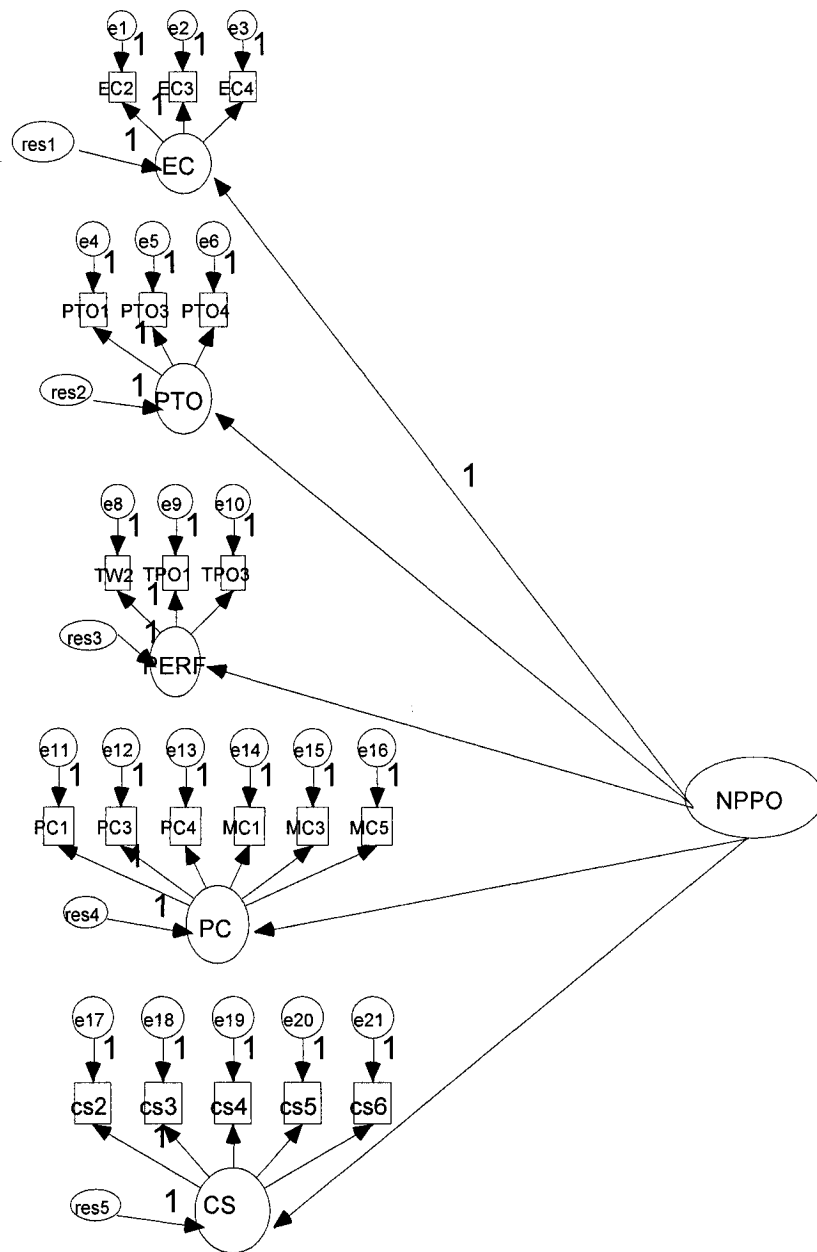 e1 e2 e3
1 1 1
EC2 EC3 EC4
1
1
res1
EC
e4 e5 e6
1 1 1
PTO1 PTO3 PTO4
1
1
res2
PTO
1
e8 e9 e10
1 1 1
TW2 TPO1 TPO3
1
1
res3
PERF
e11 e12 e13 e14 e15 e16
1 1 1 1 1 1
NPPO
PC1 PC3 PC4 MC1 MC3 MC5
1
1
res4
PC
e17 e18 e19 e20 e21
1 1 1 1 1
cs2 cs3 cs4 cs5 cs6
1
1
res5
CS